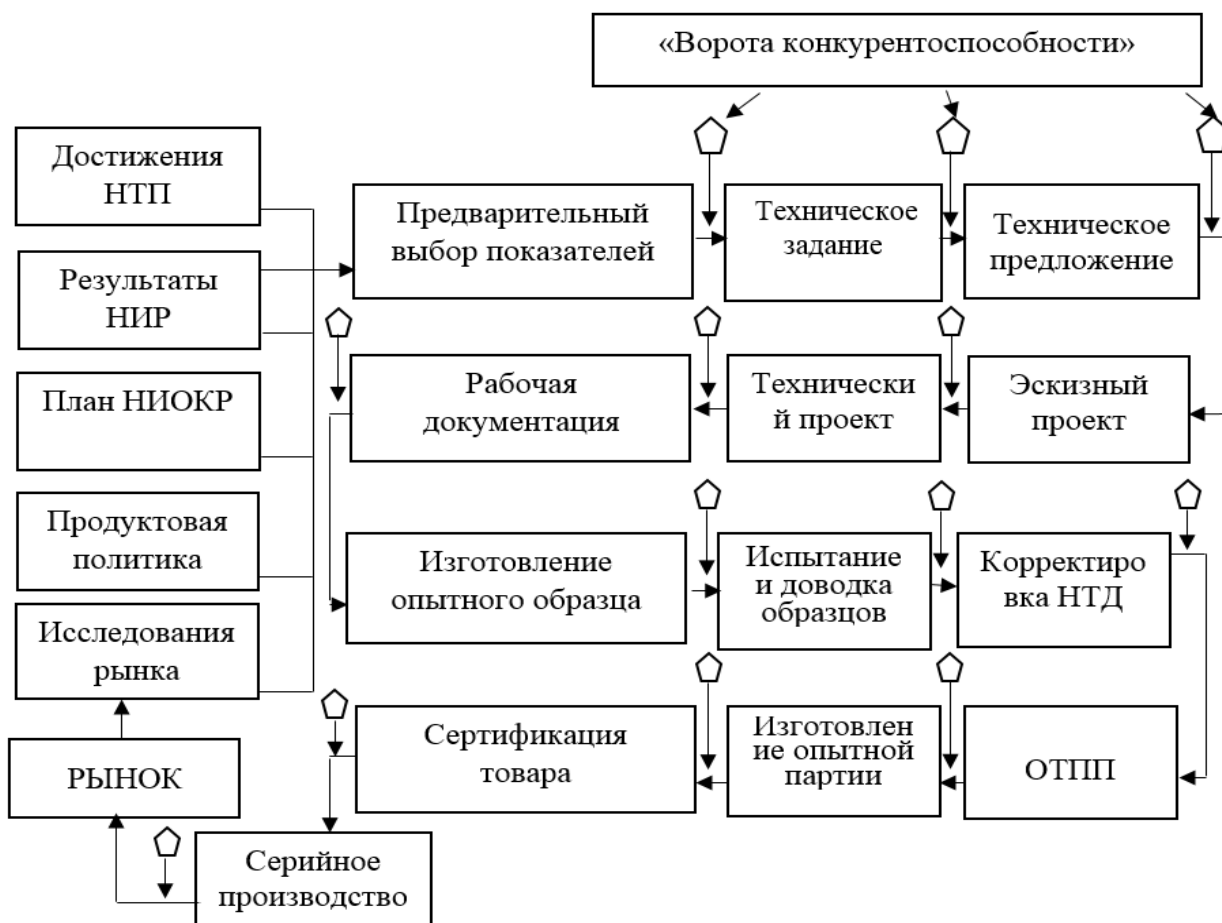 «Ворота конкурентоспособности»
Достижения
НТП
Результаты
НИР
План НИОКР
Продуктовая
политика
Исследования
рынка
РЫНОК
Предварительный
выбор показателей
Техническое
задание
Техническое
предложение
Рабочая
документация
Технически
й проект
Эскизный
проект
Изготовление
опытного образца
Испытание
и доводка
образцов
Корректиро
вка НТД
Сертификация
товара
Изготовлен
ие опытной
партии
ОТПП
Серийное
производство